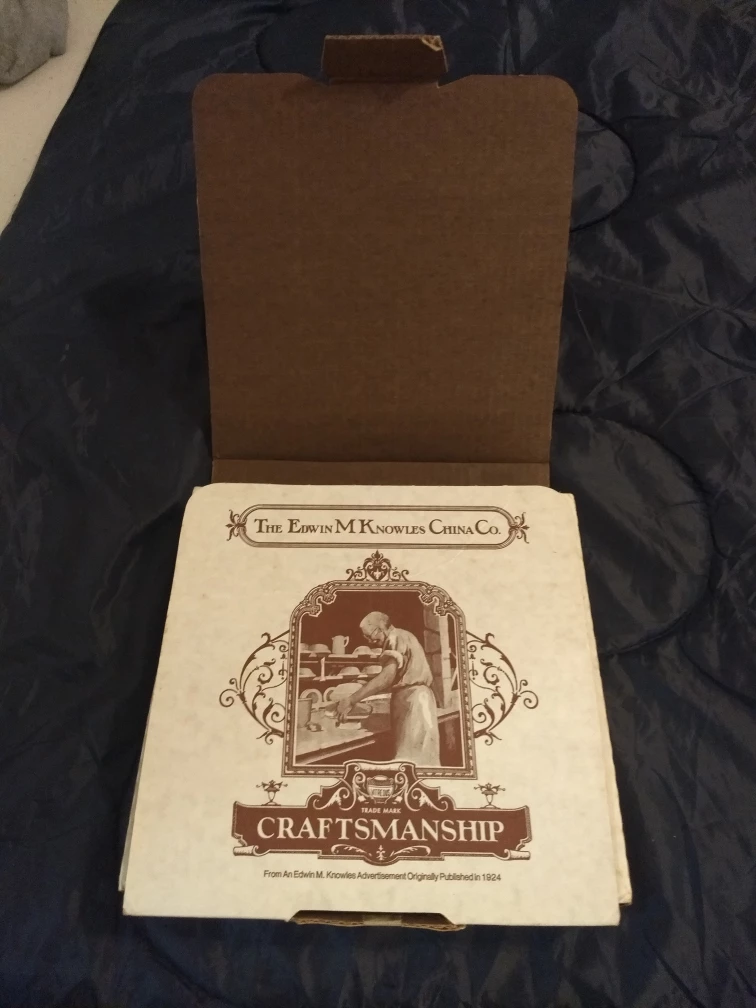 The Edwin M Knowles China Co.
TRADE MARK
CRAFTSMANSHIP
From An Edwin M. Knowles Advertisement Originally Published In 1924